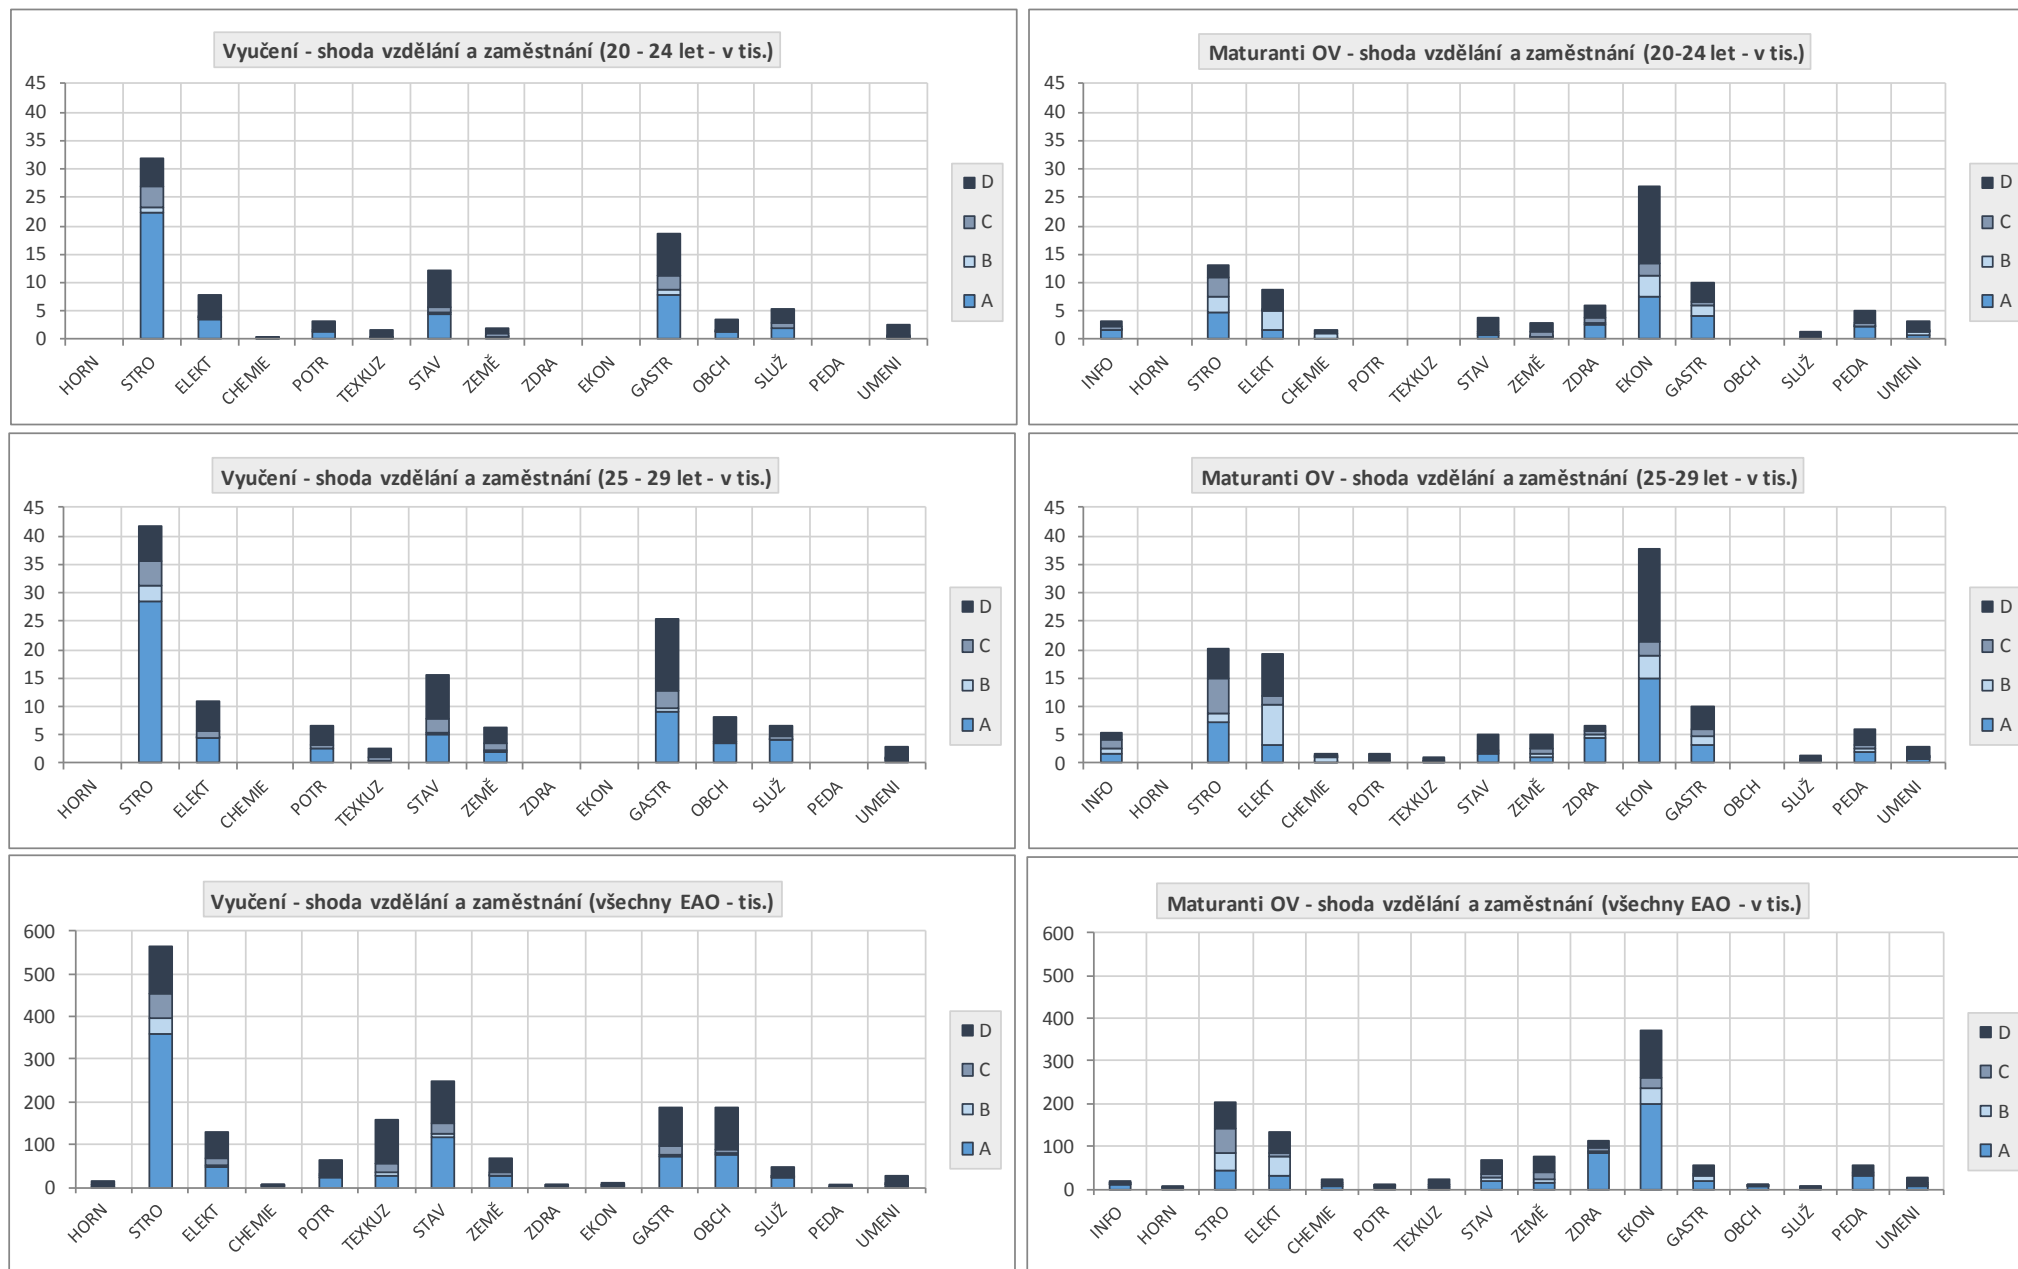 Vyučení - shoda vzdělání a zaměstnání (20 - 24 let - v tis.)
45
40
35
30
25
20
15
10
5
0
HORN
STRO
ELEKT
CHEMIE
POTR
TEXKUZ
STAV
ZEMĚ
ZDRA
EKON
GASTR
OBCH
SLUŽ
PEDA
UMENI
D
C
B
A
Maturanti OV - shoda vzdělání a zaměstnání (20-24 let - v tis.)
45
40
35
30
25
20
15
10
5
0
INFO
HORN
STRO
ELEKT
CHEMIE
POTR
TEXKUZ
STAV
ZEMĚ
ZDRA
EKON
GASTR
OBCH
SLUŽ
PEDA
UMENI
D
C
B
A
Vyučení - shoda vzdělání a zaměstnání (25 - 29 let - v tis.)
45
40
35
30
25
20
15
10
5
0
HORN
STRO
ELEKT
CHEMIE
POTR
TEXKUZ
STAV
ZEMĚ
ZDRA
EKON
GASTR
OBCH
SLUŽ
PEDA
UMENI
D
C
B
A
Maturanti OV - shoda vzdělání a zaměstnání (25-29 let - v tis.)
45
40
35
30
25
20
15
10
5
0
INFO
HORN
STRO
ELEKT
CHEMIE
POTR
TEXKUZ
STAV
ZEMĚ
ZDRA
EKON
GASTR
OBCH
SLUŽ
PEDA
UMENI
D
C
B
A
Vyučení - shoda vzdělání a zaměstnání (všechny EAO - tis.)
600
500
400
300
200
100
0
HORN
STRO
ELEKT
CHEMIE
POTR
TEXKUZ
STAV
ZEMĚ
ZDRA
EKON
GASTR
OBCH
SLUŽ
PEDA
UMENI
D
C
B
A
Maturanti OV - shoda vzdělání a zaměstnání (všechny EAO - v tis.)
600
500
400
300
200
100
0
INFO
HORN
STRO
ELEKT
CHEMIE
POTR
TEXKUZ
STAV
ZEMĚ
ZDRA
EKON
GASTR
OBCH
SLUŽ
PEDA
UMENI
D
C
B
A